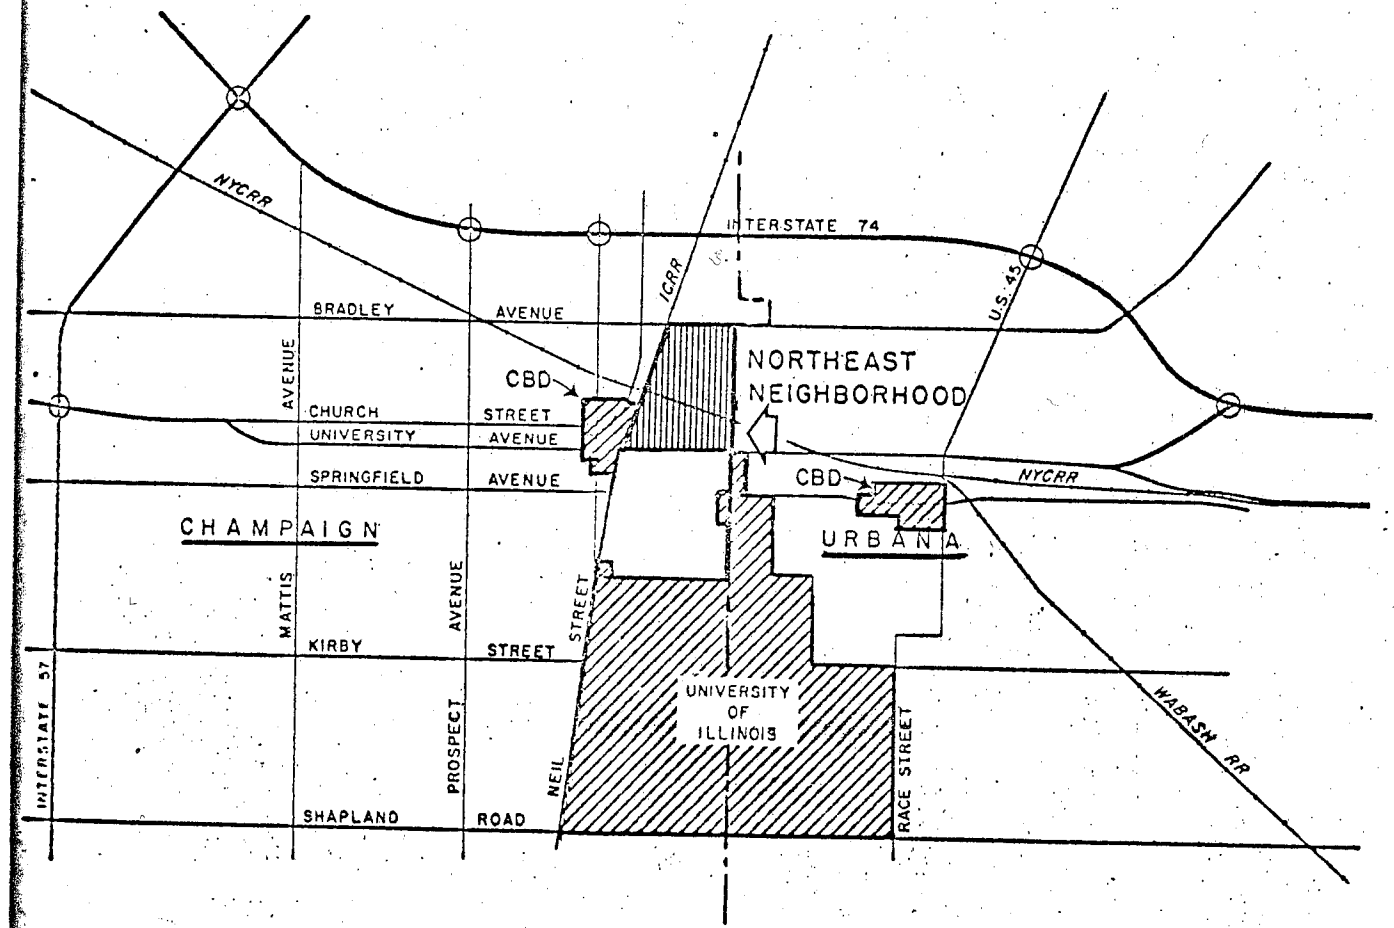 NYCRR
INTERSTATE 74
ICRR
U.S. 45
BRADLEY AVENUE
NORTHEAST
NEIGHBORHOOD
CBD
AVENUE
CHURCH STREET
UNIVERSITY AVENUE
SPRINGFIELD AVENUE
CBD
NYCRR
CHAMPAIGN
URBANA
MATTIS
AVENUE
STREET
KIRBY STREET
UNIVERSITY
OF
ILLINOIS
INTERSTATE 57
PROSPECT
NEIL
RACE STREET
WABASH RR
SHAPLAND ROAD